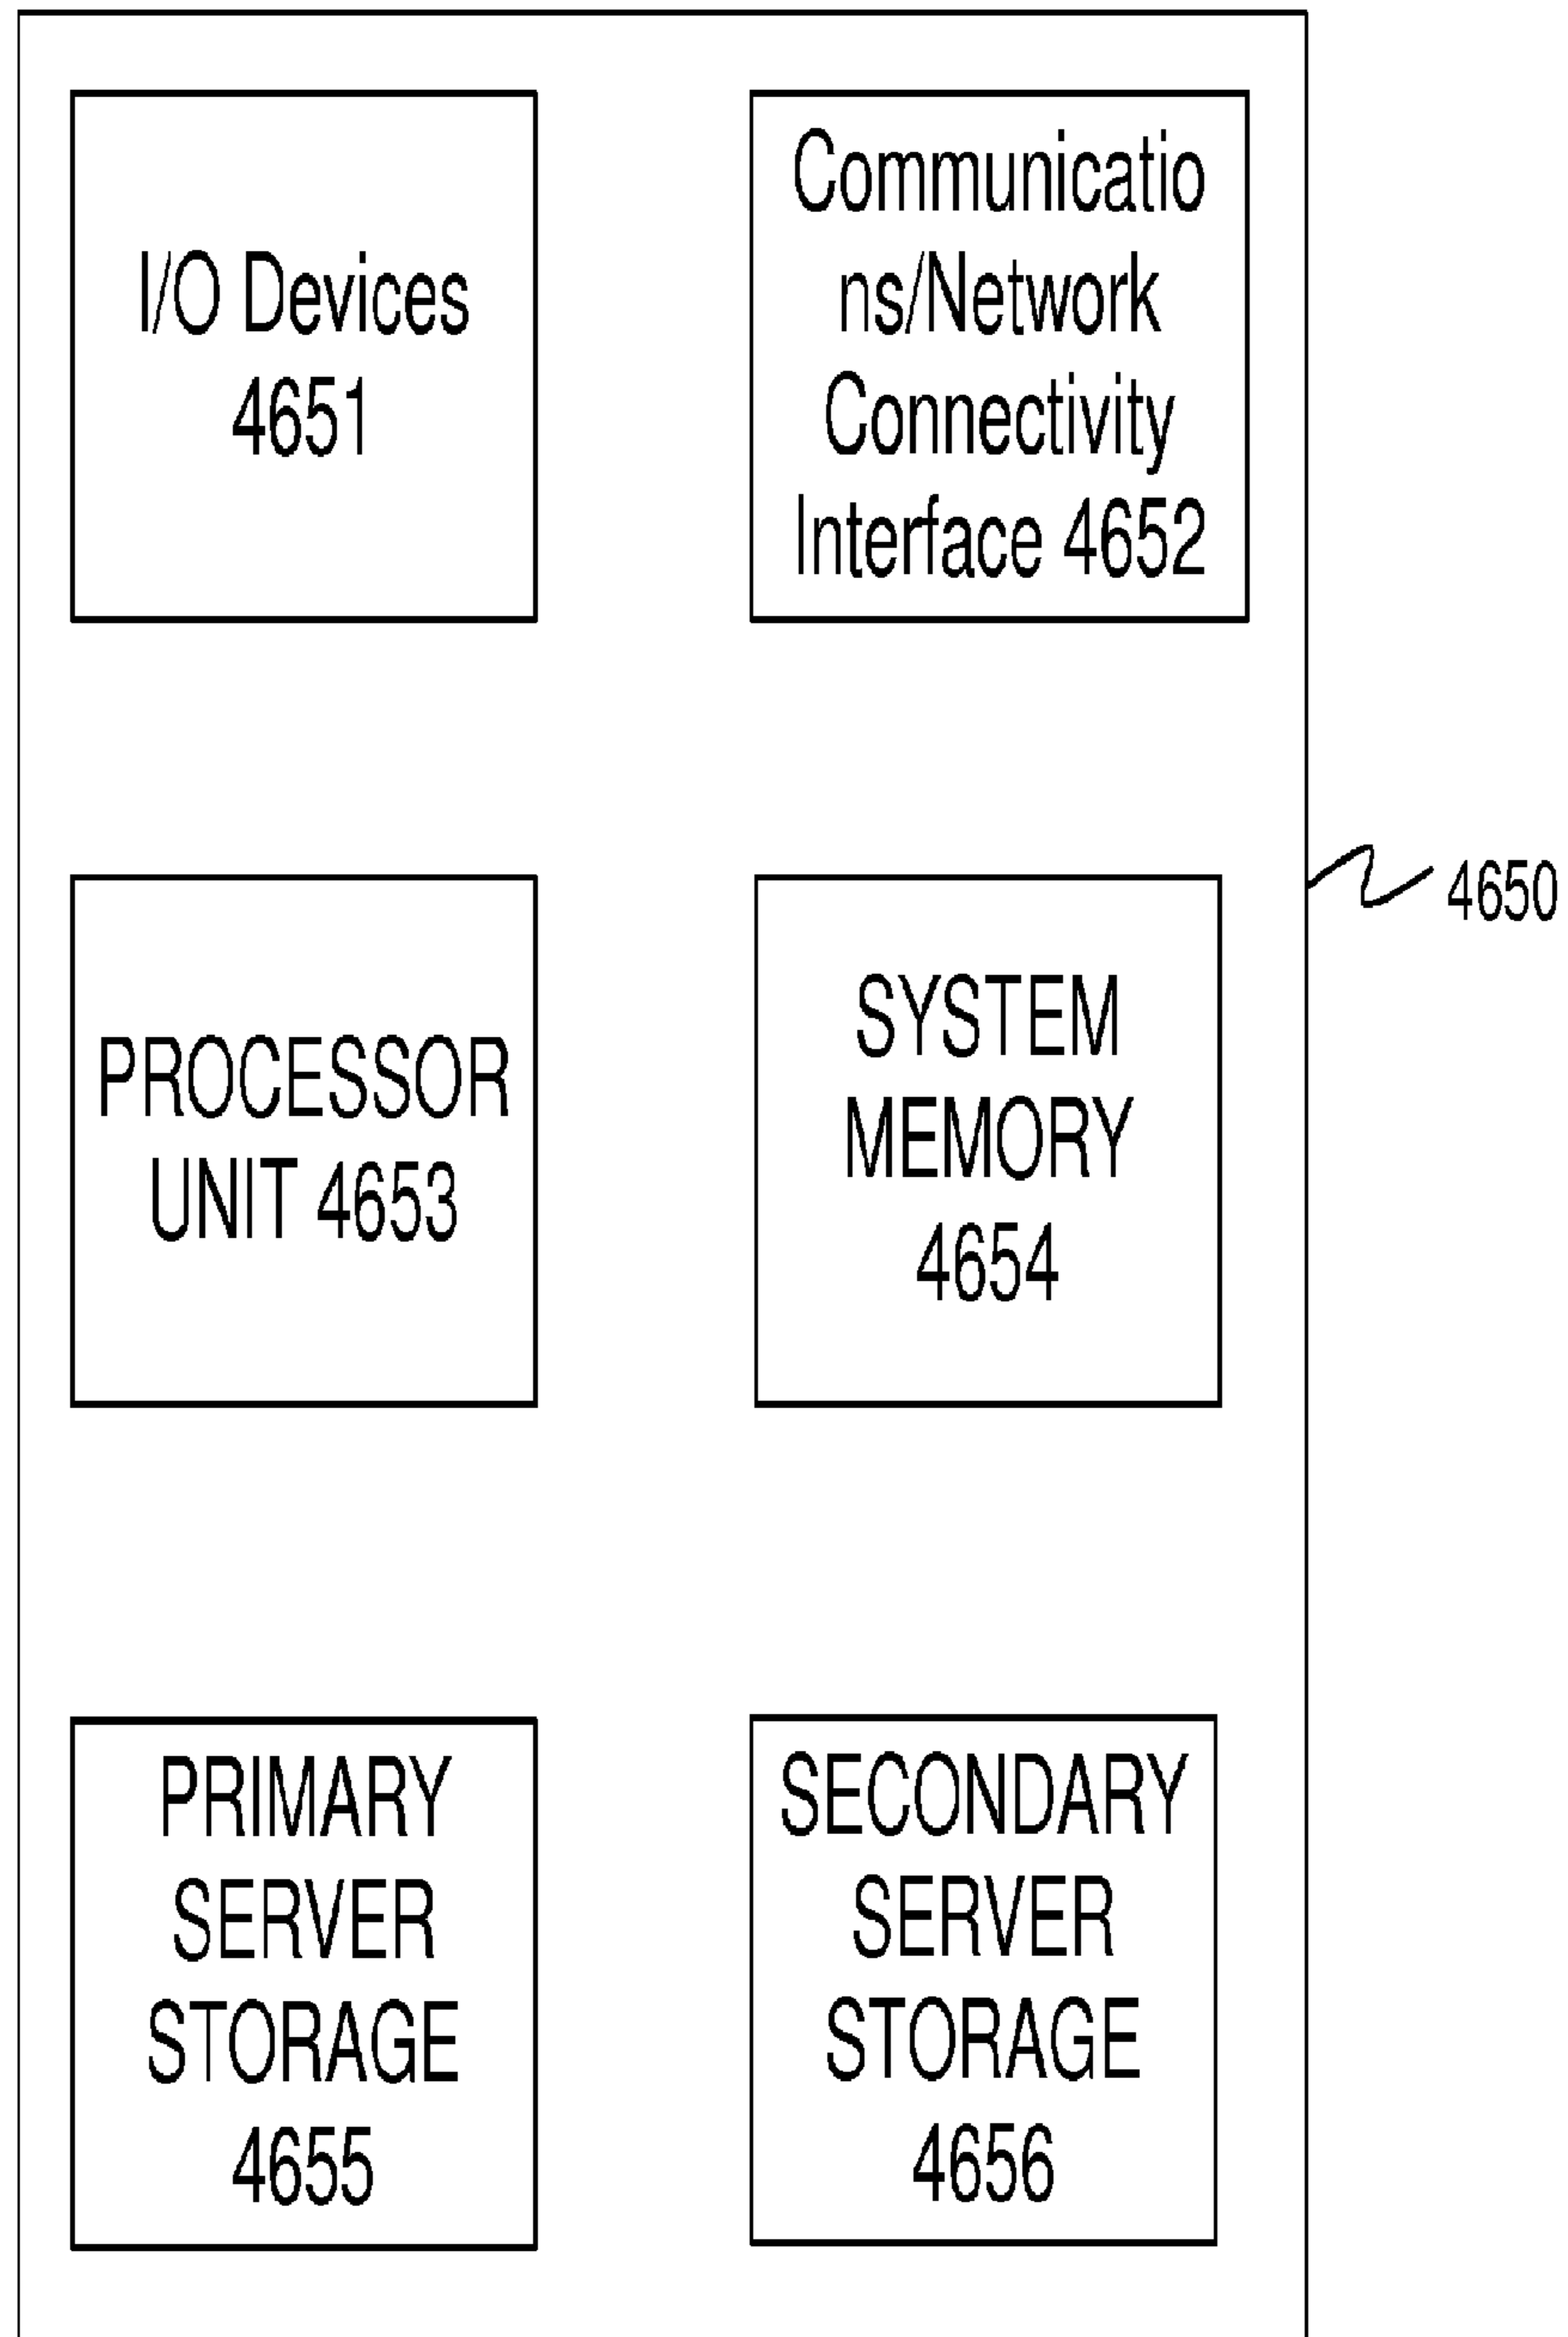 I/O Devices
4651
Communicatio
ns/Network
Connectivity
Interface 4652
4650
PROCESSOR
UNIT 4653
SYSTEM
MEMORY
4654
PRIMARY
SERVER
STORAGE
4655
SECONDARY
SERVER
STORAGE
4656